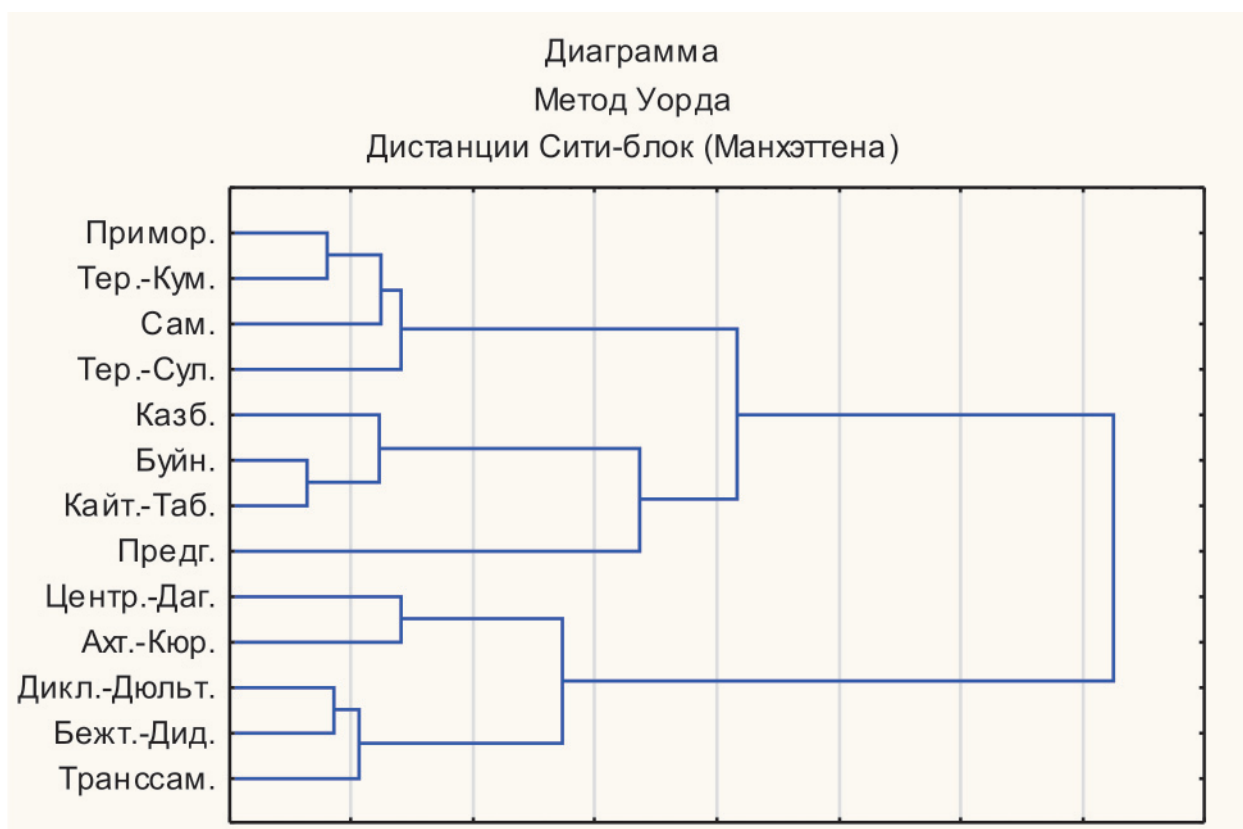 Диаграмма
Метод Уорда
Дистанции Сити-блок (Манхэттена)
Примор.
Тер.-Кум.
Сам.
Тер.-Сул.
Казб.
Буйн.
Кайт.-Таб.
Предг.
Центр.-Даг.
Ахт.-Кюр.
Дикл.-Дюльт.
Бежт.-Дид.
Транссам.